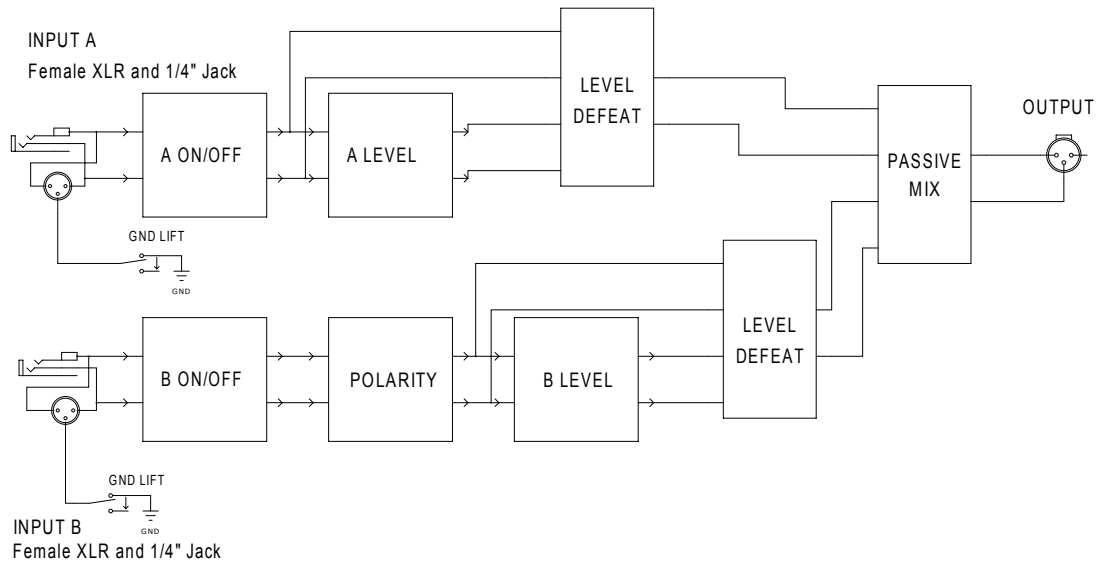 INPUT A
Female XLR and 1/4" Jack
A ON/OFF
A LEVEL
LEVEL
DEFEAT
PASSIVE
MIX
OUTPUT
GND LIFT
GND
B ON/OFF
POLARITY
B LEVEL
LEVEL
DEFEAT
GND LIFT
GND
INPUT B
Female XLR and 1/4" Jack